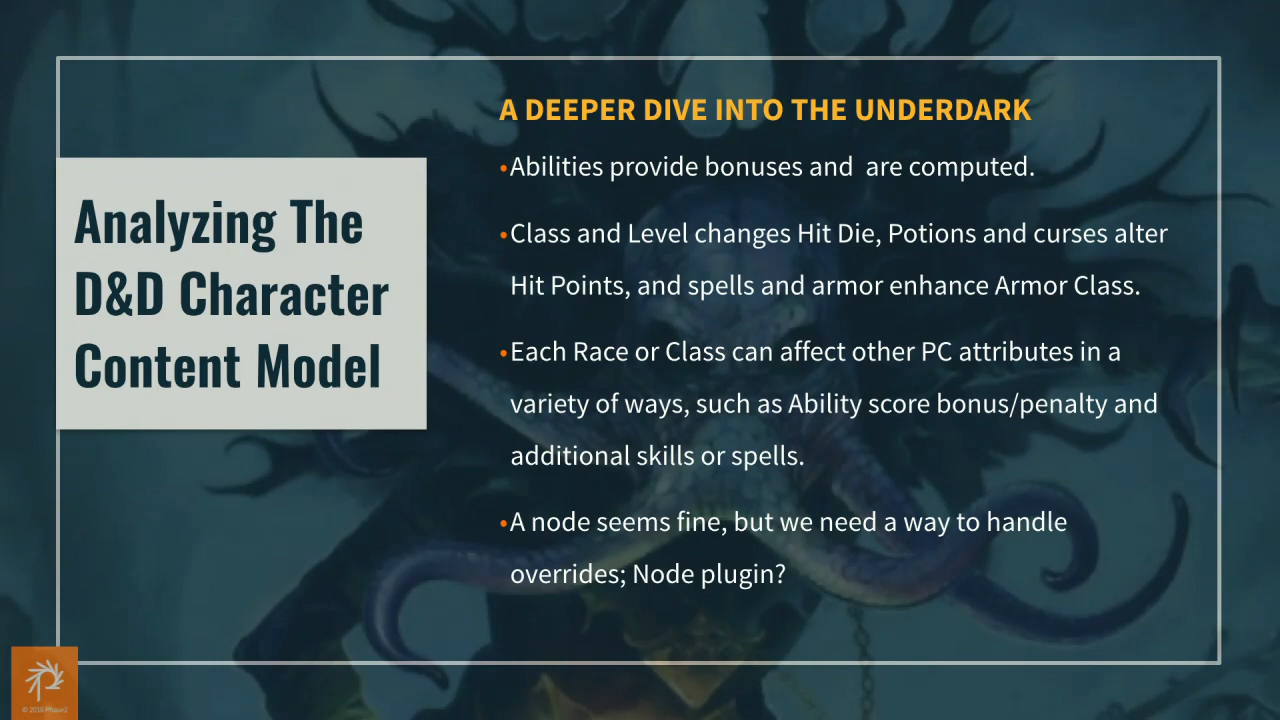 Analyzing The
D&D Character
Content Model
A DEEPER DIVE INTO THE UNDERDARK
•Abilities provide bonuses and  are computed.
•Class and Level changes Hit Die, Potions and curses alter
Hit Points, and spells and armor enhance Armor Class.
•Each Race or Class can affect other PC attributes in a
variety of ways, such as Ability score bonus/penalty and
additional skills or spells.
•A node seems fine, but we need a way to handle
overrides; Node plugin?
© 2016 Phase2